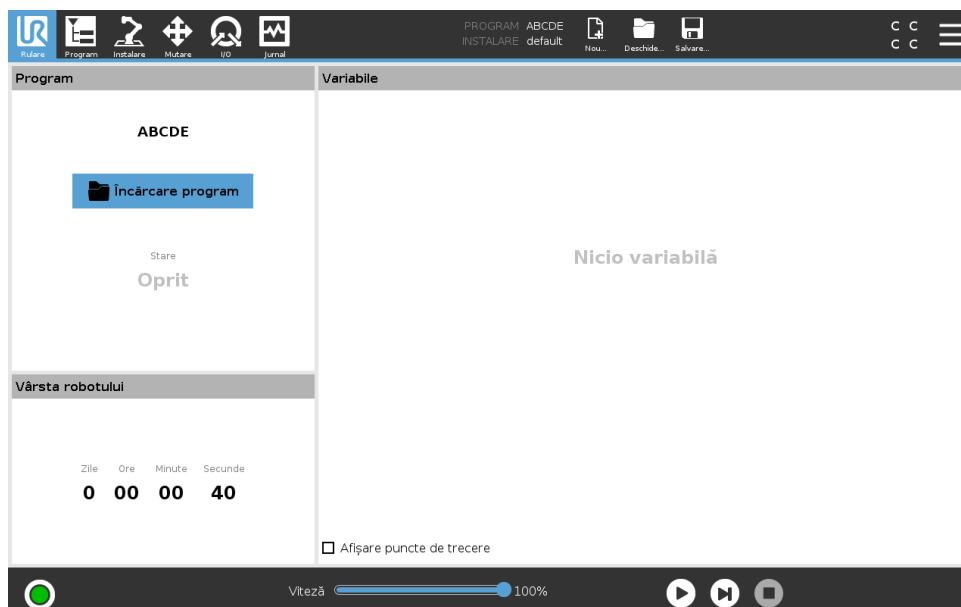 PROGRAM ABCDE
INSTALARE default
C C
C C
Rulare Program Instalare Mutare I/O Jurnal Nou... Deschide... Salvare...
Program
ABCDE
Încărcare program
Stare
Oprit
Vârsta robotului
Zile Ore Minute Secunde
0 00 00 40
Variabile
Nicio variabilă
Afișare puncte de trecere
Viteză 100%